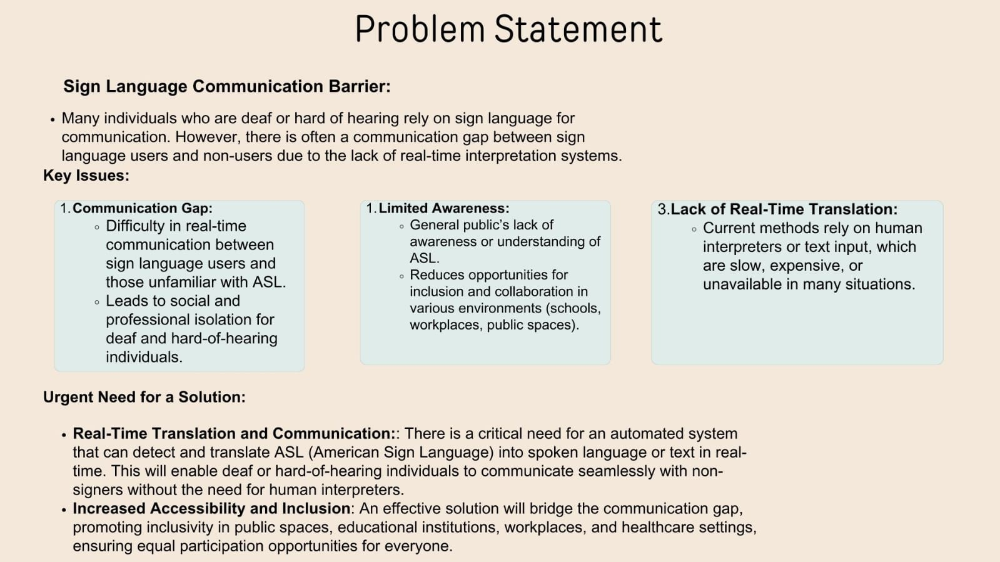 Problem Statement
Sign Language Communication Barrier:
• Many individuals who are deaf or hard of hearing rely on sign language for
communication. However, there is often a communication gap between sign
language users and non-users due to the lack of real-time interpretation systems.
Key Issues:
1. Communication Gap:
◦ Difficulty in real-time
communication between
sign language users and
those unfamiliar with ASL.
◦ Leads to social and
professional isolation for
deaf and hard-of-hearing
individuals.
1. Limited Awareness:
◦ General public’s lack of
awareness or understanding of
ASL.
◦ Reduces opportunities for
inclusion and collaboration in
various environments (schools,
workplaces, public spaces).
3.Lack of Real-Time Translation:
◦ Current methods rely on human
interpreters or text input, which
are slow, expensive, or
unavailable in many situations.
Urgent Need for a Solution:
• Real-Time Translation and Communication:: There is a critical need for an automated system
that can detect and translate ASL (American Sign Language) into spoken language or text in real-
time. This will enable deaf or hard-of-hearing individuals to communicate seamlessly with non-
signers without the need for human interpreters.
• Increased Accessibility and Inclusion: An effective solution will bridge the communication gap,
promoting inclusivity in public spaces, educational institutions, workplaces, and healthcare settings,
ensuring equal participation opportunities for everyone.